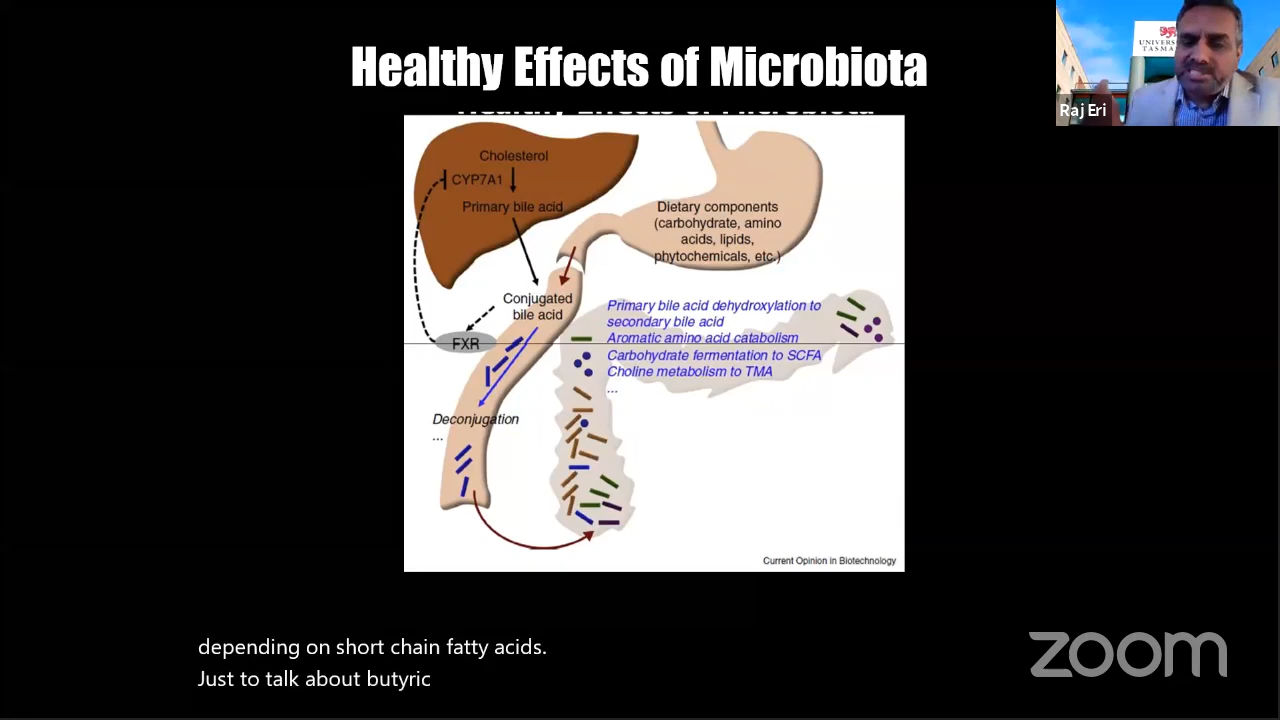 Healthy Effects of Microbiota
Healthy Effects of Microbiota
UNIVERS
TASMA
Raj Eri
Cholesterol
CYP7A1
Primary bile acid
Dietary components
(carbohydrate, amino
acids, lipids,
phytochemicals, etc.)
Conjugated
bile acid
FXR
Primary bile acid dehydroxylation to
secondary bile acid
Aromatic amino acid catabolism
Carbohydrate fermentation to SCFA
Choline metabolism to TMA
...
Deconjugation
...
Current Opinion in Biotechnology
depending on short chain fatty acids.
Just to talk about butyric
zoom